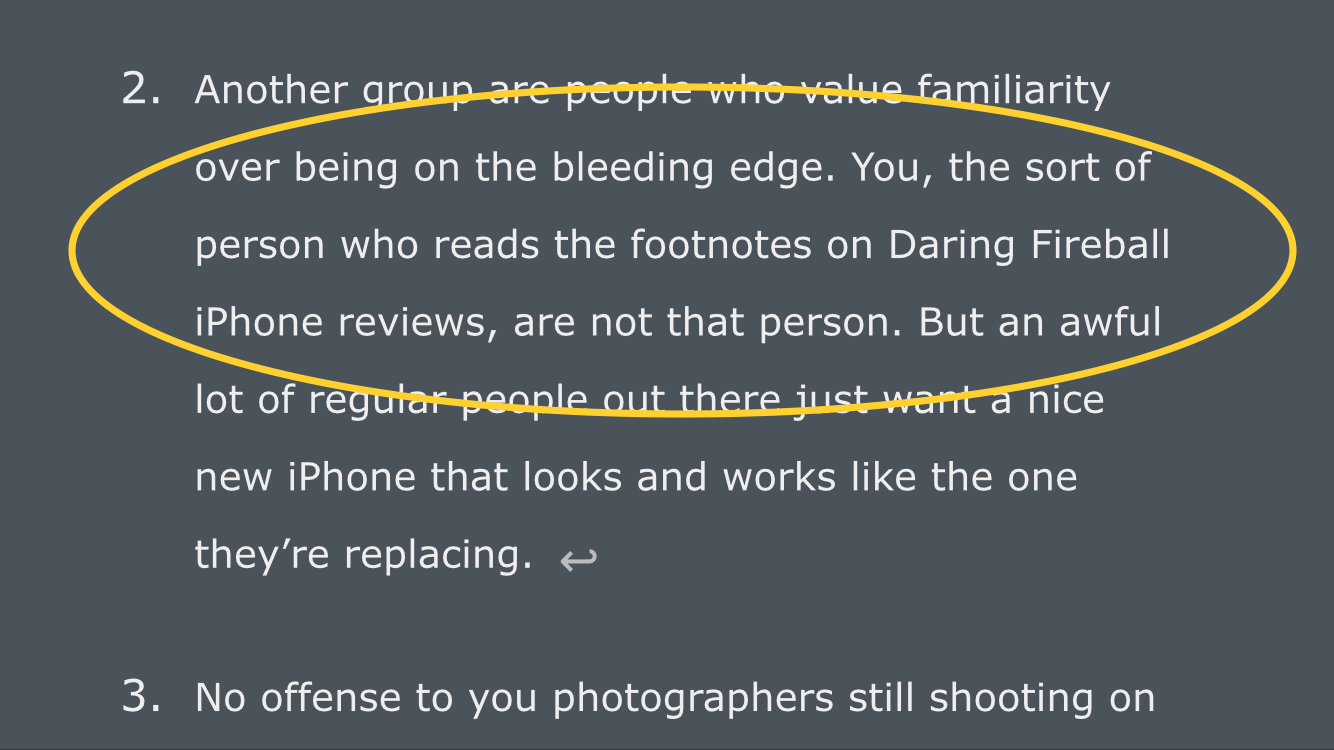 2. Another group are people who value familiarity
over being on the bleeding edge. You, the sort of
person who reads the footnotes on Daring Fireball
iPhone reviews, are not that person. But an awful
lot of regular people out there just want a nice
new iPhone that looks and works like the one
they’re replacing. ↩
3. No offense to you photographers still shooting on